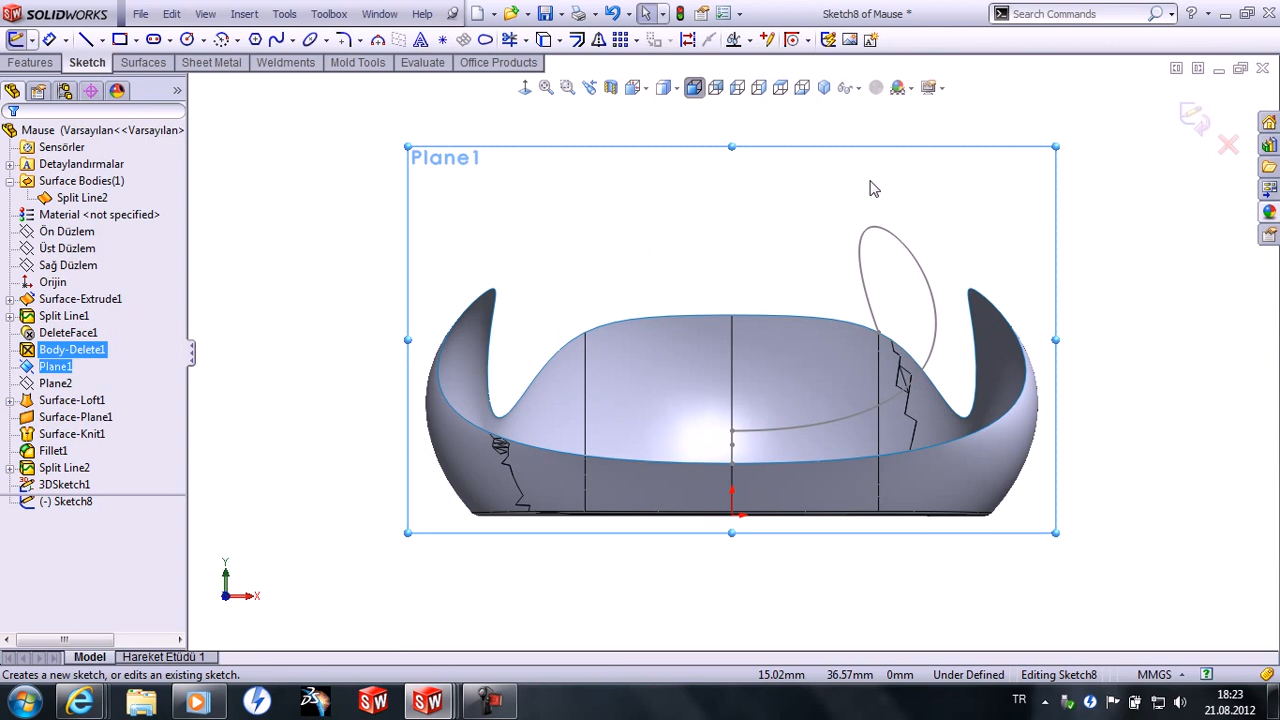 SOLIDWORKS File Edit View Insert Tools Toolbox Window Help Sketch8 of Mause * Search Commands
Features Sketch Surfaces Sheet Metal Weldments Mold Tools Evaluate Office Products
Mause (Varsayılan<<Varsayılan>
Sensörler
Detaylandırmalar
Surface Bodies(1)
Split Line2
Material <not specified>
Ön Düzlem
Üst Düzlem
Sağ Düzlem
Orijin
Surface-Extrude1
Split Line1
DeleteFace1
Body-Delete1
Plane1
Plane2
Surface-Loft1
Surface-Plane1
Surface-Knit1
Fillet1
Split Line2
3DSketch1
(-) Sketch8
Plane1
Y
X
Model Hareket Etüdü 1
Creates a new sketch, or edits an existing sketch. 15.02mm 36.57mm 0mm Under Defined Editing Sketch8 MMGS
TR 18:23
21.08.2012